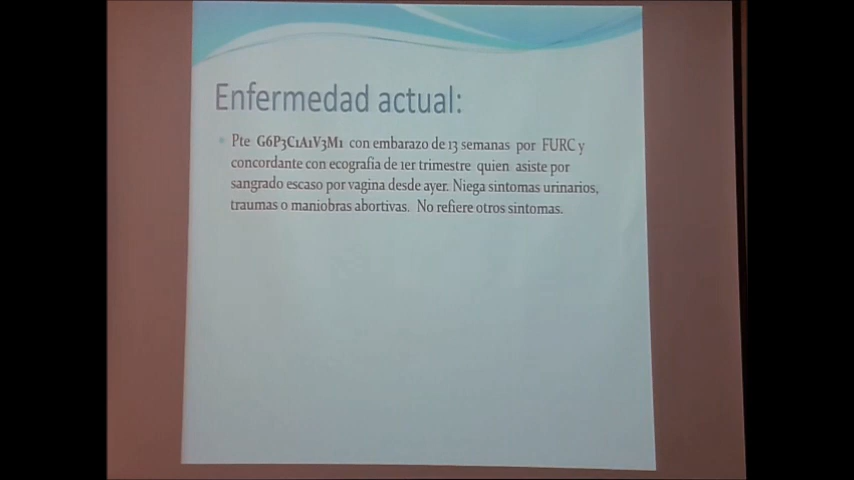 Enfermedad actual:
Pte G6P3C1A1V3M1 con embarazo de 13 semanas por FURC y
concordante con ecografia de 1er trimestre quien asiste por
sangrado escaso por vagina desde ayer. Niega sintomas urinarios,
traumas o maniobras abortivas. No refiere otros sintomas.